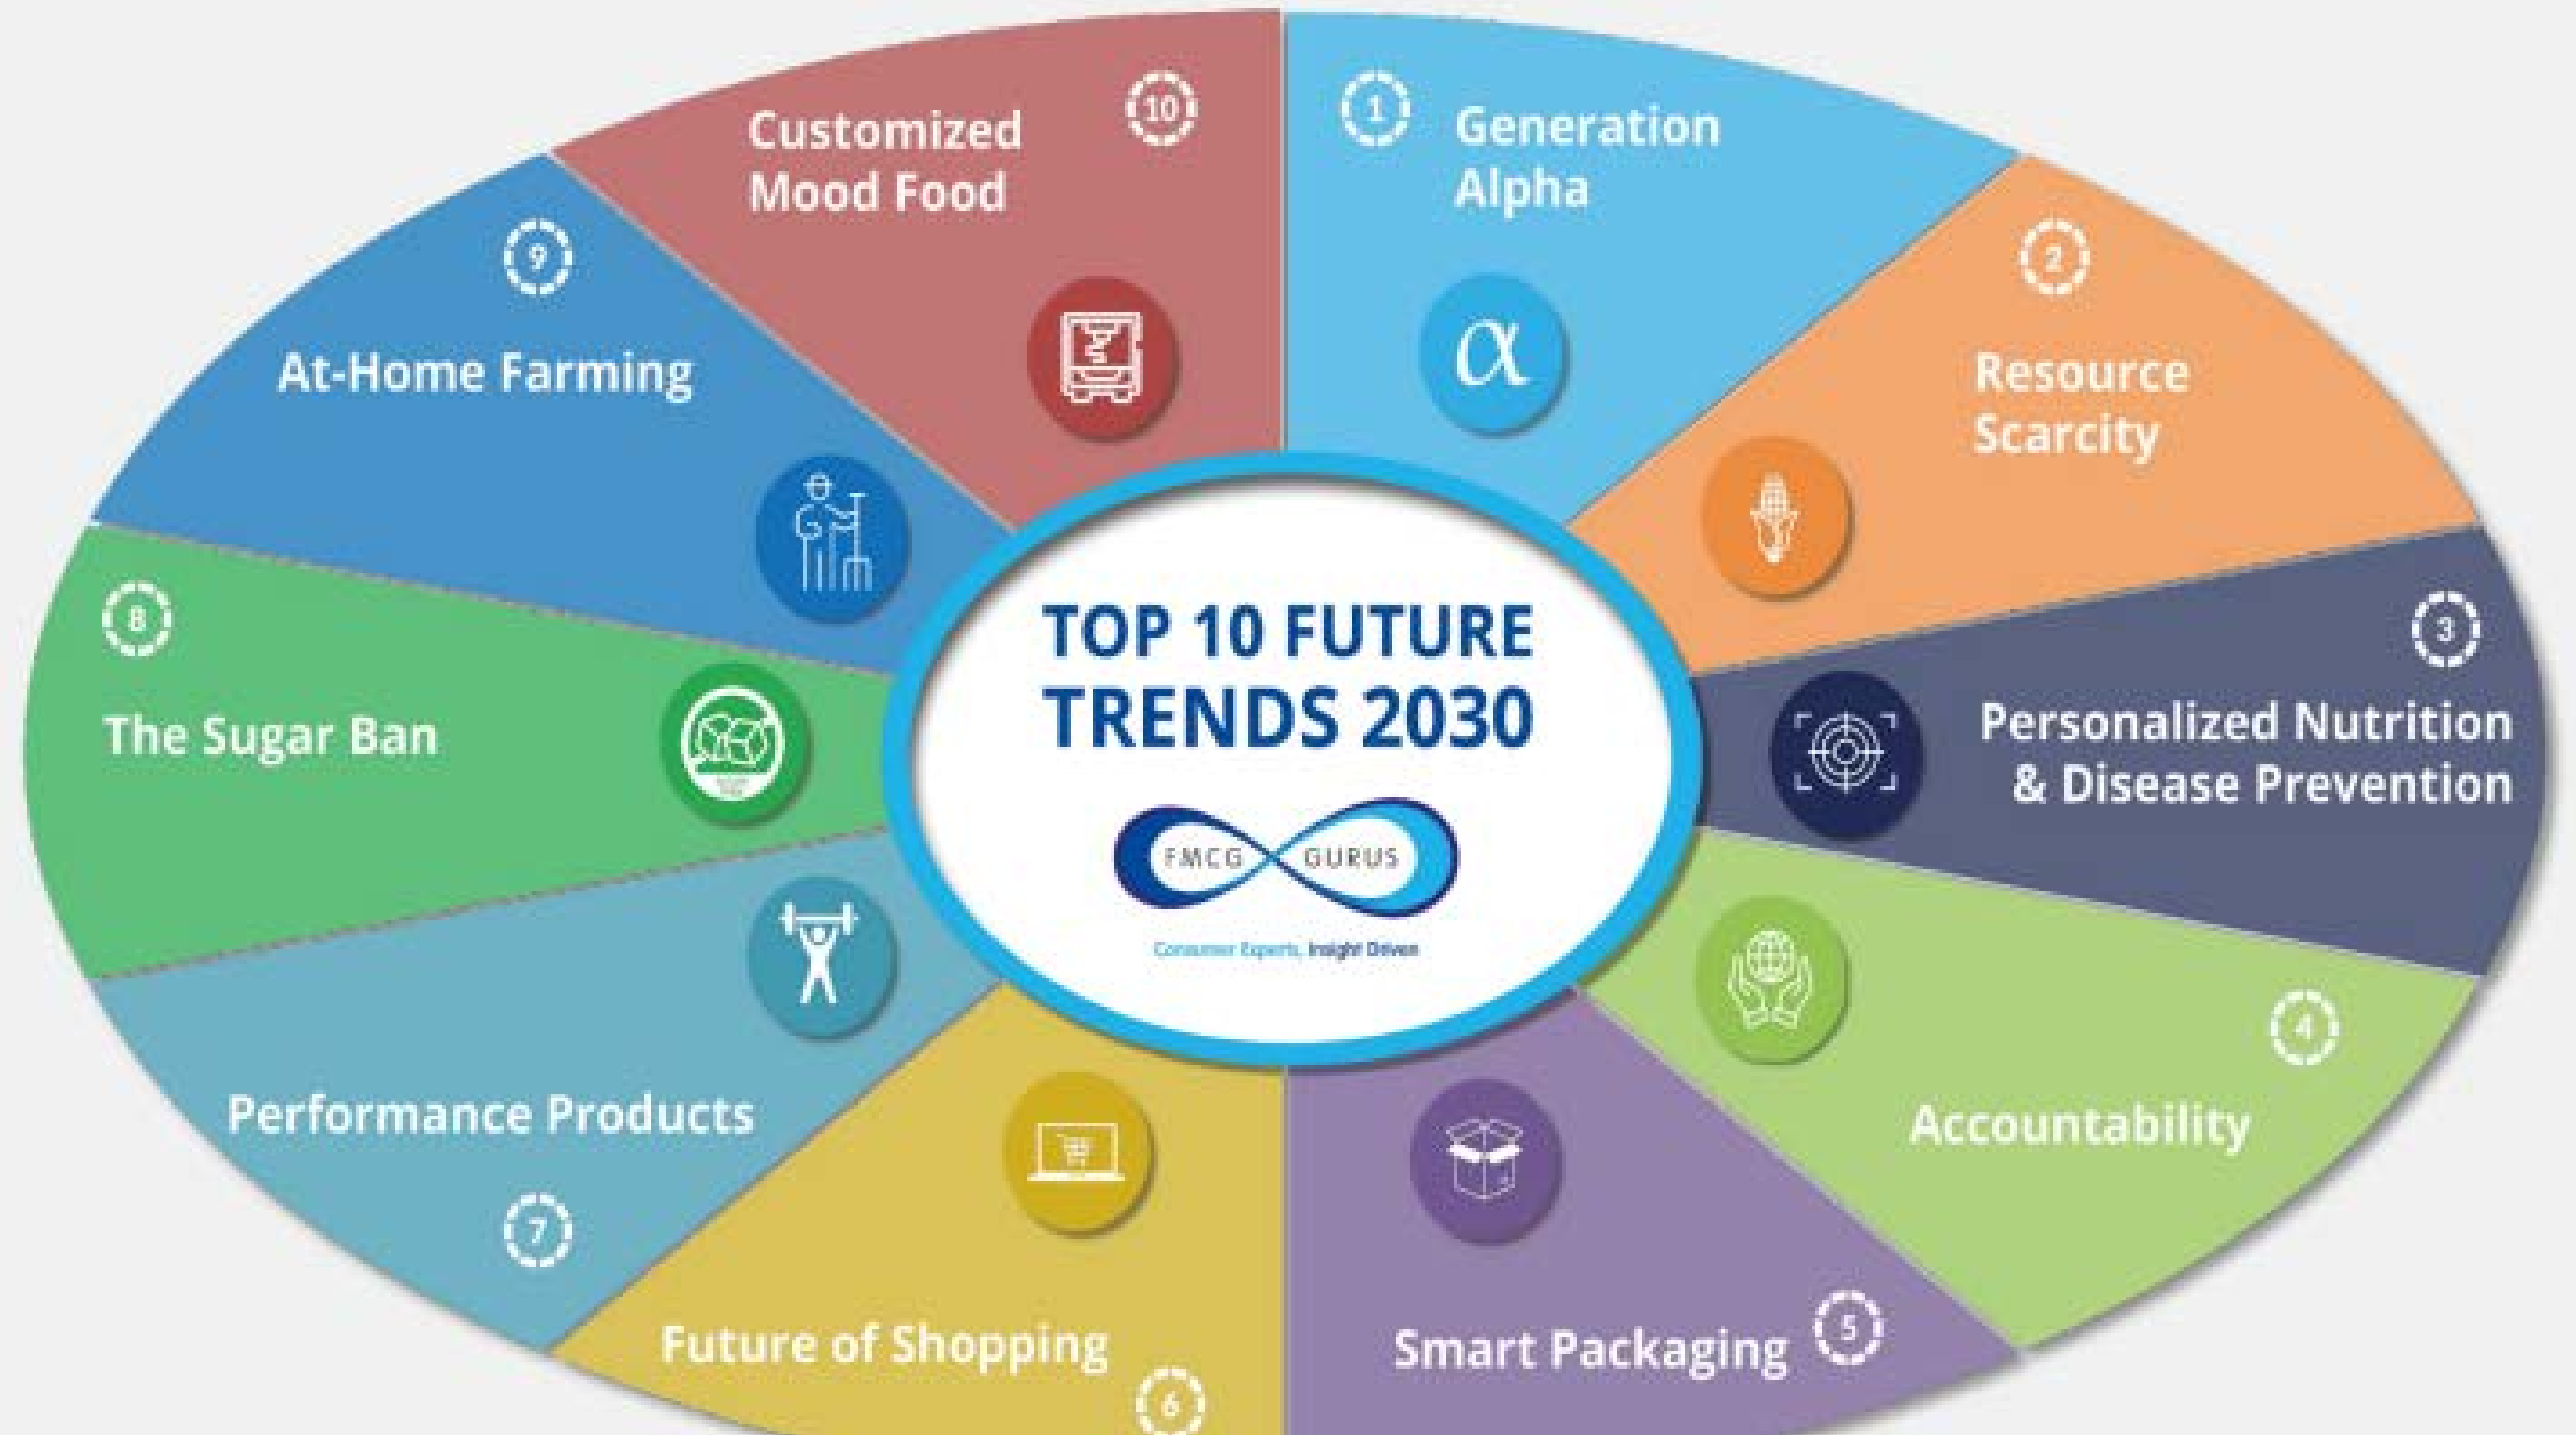 TOP 10 FUTURE
TRENDS 2030
FMCG GURUS
Consumer Experts, Insight Driven
1
Generation
Alpha
α
2
Resource
Scarcity
3
Personalized Nutrition
& Disease Prevention
4
Accountability
5
Smart Packaging
6
Future of Shopping
7
Performance Products
8
The Sugar Ban
9
At-Home Farming
10
Customized
Mood Food